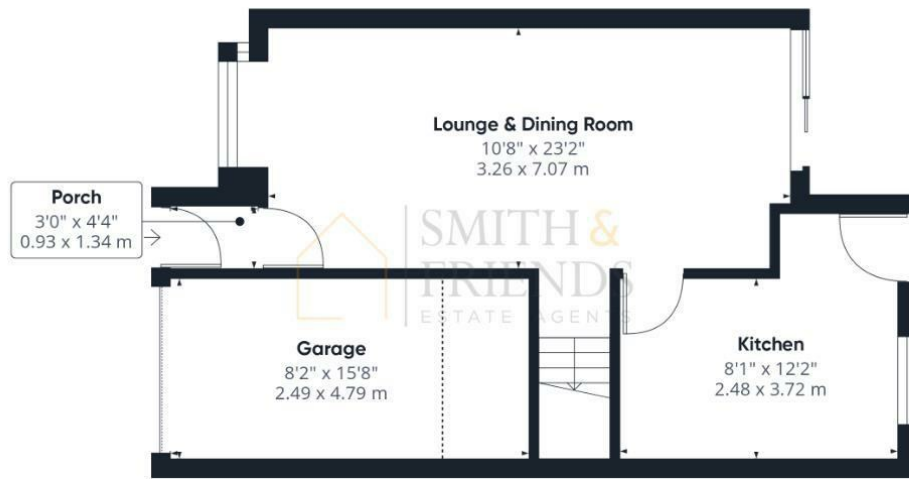 Lounge & Dining Room
10'8" x 23'2"
3.26 x 7.07 m
Porch
3'0" x 4'4"
0.93 x 1.34 m
SMITH &
FRIENDS
ESTATE AGENTS
Garage
8'2" x 15'8"
2.49 x 4.79 m
Kitchen
8'1" x 12'2"
2.48 x 3.72 m